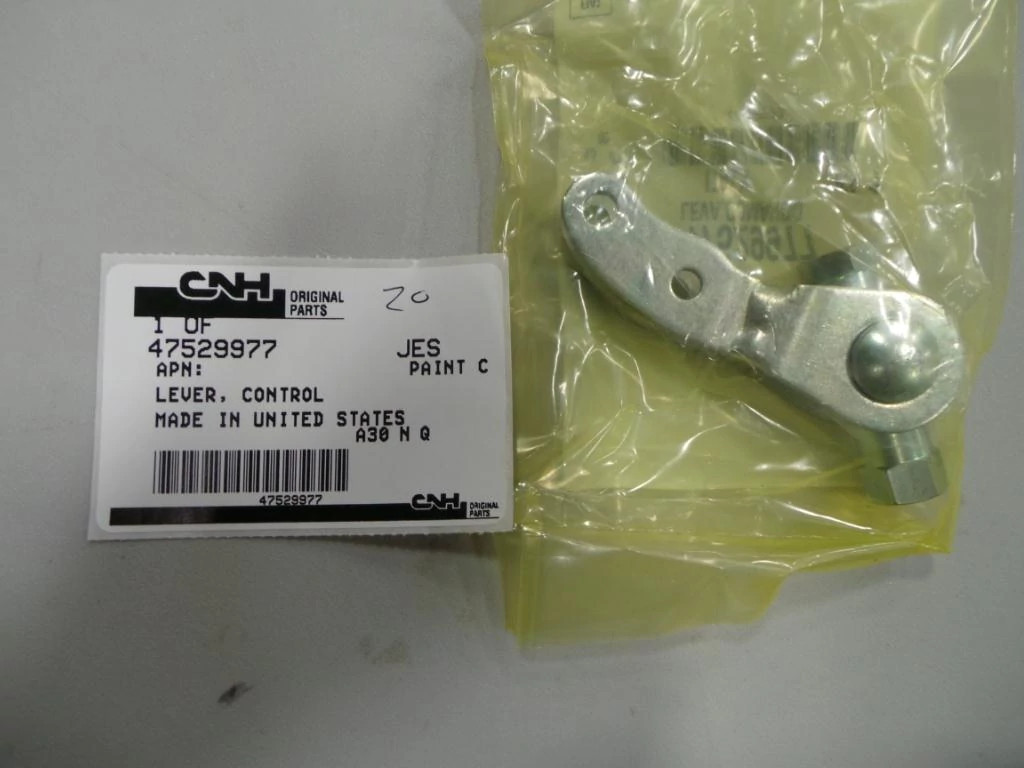 CNH ORIGINAL PARTS
20
1 OF
47529977 JES
APN: PAINT C
LEVER, CONTROL
MADE IN UNITED STATES
A30 N Q
47529977
CNH ORIGINAL PARTS
LEVA